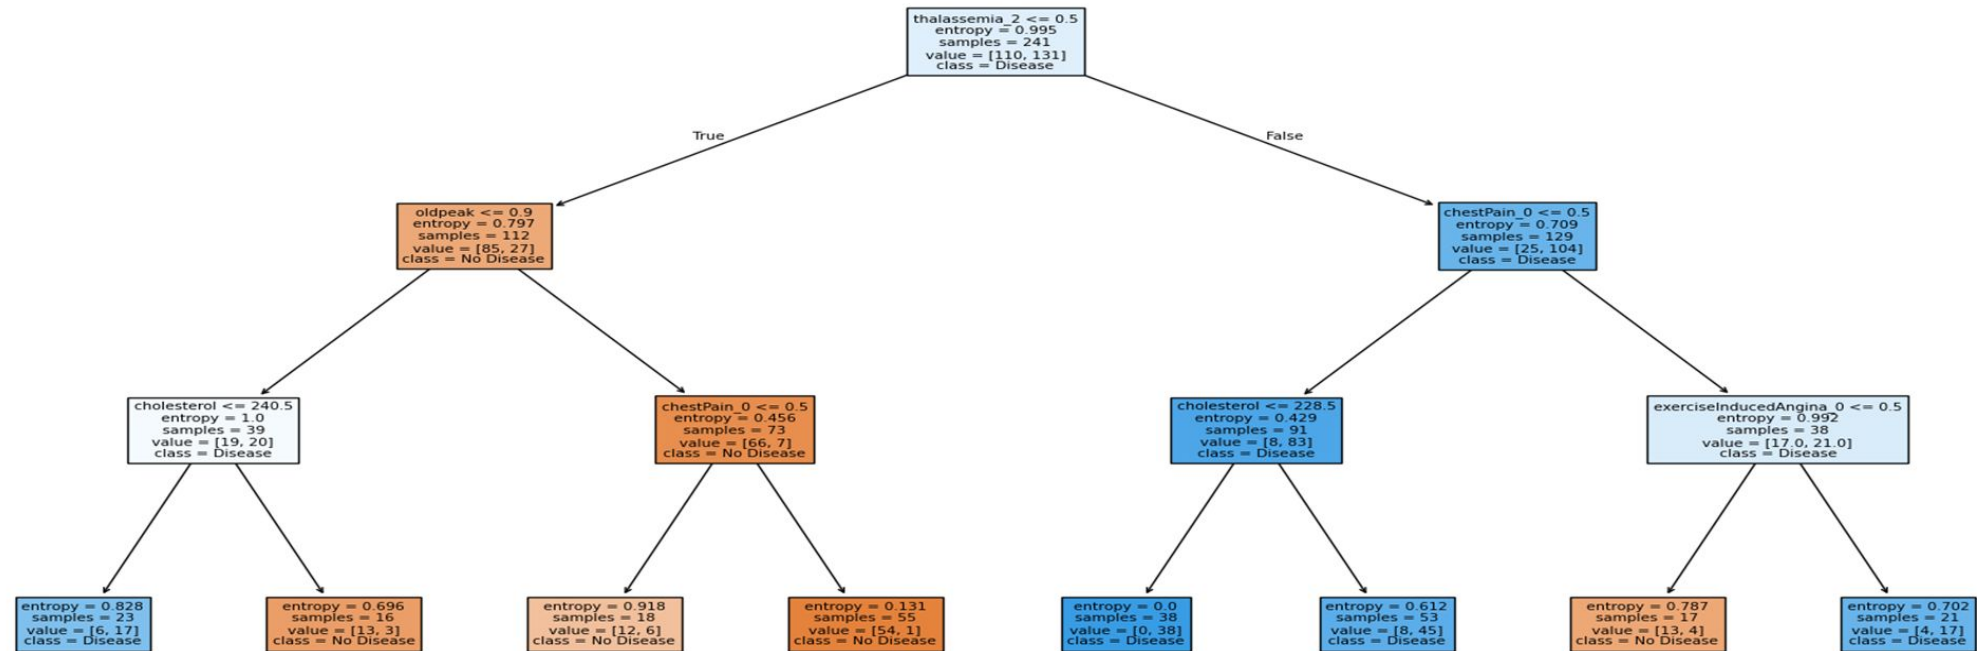 thalassemia_2 <= 0.5
entropy = 0.995
samples = 241
value = [110, 131]
class = Disease
True
False
oldpeak <= 0.9
entropy = 0.797
samples = 112
value = [85, 27]
class = No Disease
chestPain_0 <= 0.5
entropy = 0.709
samples = 129
value = [25, 104]
class = Disease
cholesterol <= 240.5
entropy = 1.0
samples = 39
value = [19, 20]
class = Disease
chestPain_0 <= 0.5
entropy = 0.456
samples = 73
value = [66, 7]
class = No Disease
cholesterol <= 228.5
entropy = 0.429
samples = 91
value = [8, 83]
class = Disease
exerciseInducedAngina_0 <= 0.5
entropy = 0.992
samples = 38
value = [17.0, 21.0]
class = Disease
entropy = 0.828
samples = 23
value = [6, 17]
class = Disease
entropy = 0.696
samples = 16
value = [13, 3]
class = No Disease
entropy = 0.918
samples = 18
value = [12, 6]
class = No Disease
entropy = 0.131
samples = 55
value = [54, 1]
class = No Disease
entropy = 0.0
samples = 38
value = [0, 38]
class = Disease
entropy = 0.612
samples = 53
value = [8, 45]
class = Disease
entropy = 0.787
samples = 17
value = [13, 4]
class = No Disease
entropy = 0.702
samples = 21
value = [4, 17]
class = Disease